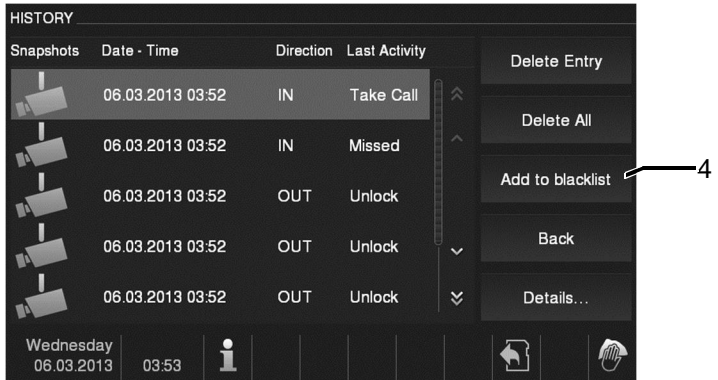 HISTORY
Snapshots Date - Time Direction Last Activity
06.03.2013 03:52 IN Take Call
06.03.2013 03:52 IN Missed
06.03.2013 03:52 OUT Unlock
06.03.2013 03:52 OUT Unlock
06.03.2013 03:52 OUT Unlock
Delete Entry
Delete All
Add to blacklist
4
Back
Details...
Wednesday
06.03.2013 03:53